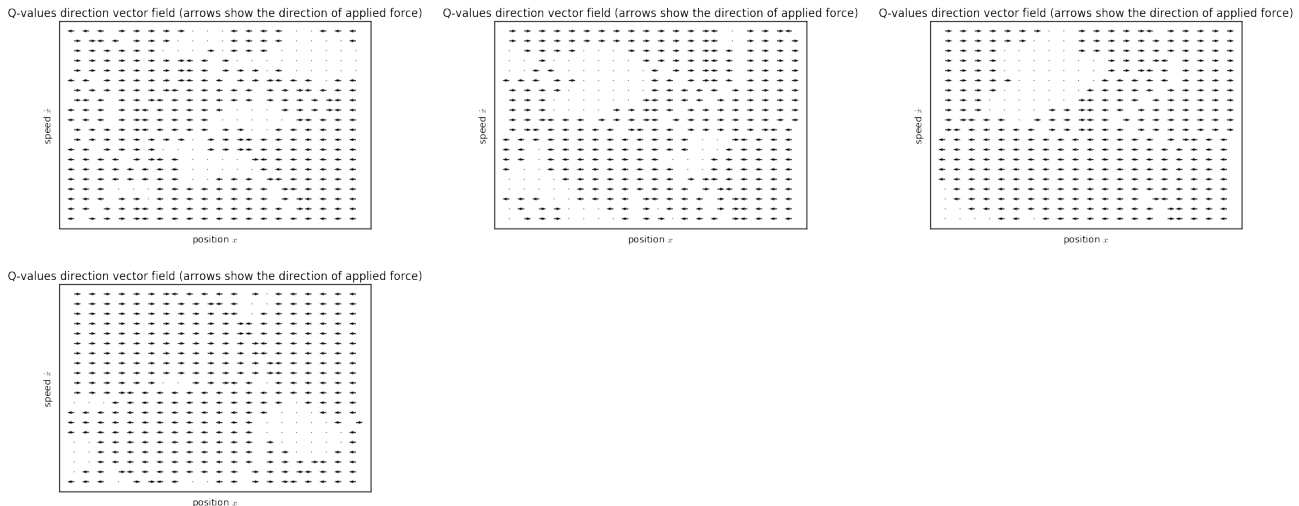 Q-values direction vector field (arrows show the direction of applied force)
speed ẋ
position x
Q-values direction vector field (arrows show the direction of applied force)
speed ẋ
position x
Q-values direction vector field (arrows show the direction of applied force)
speed ẋ
position x
Q-values direction vector field (arrows show the direction of applied force)
speed ẋ
position x